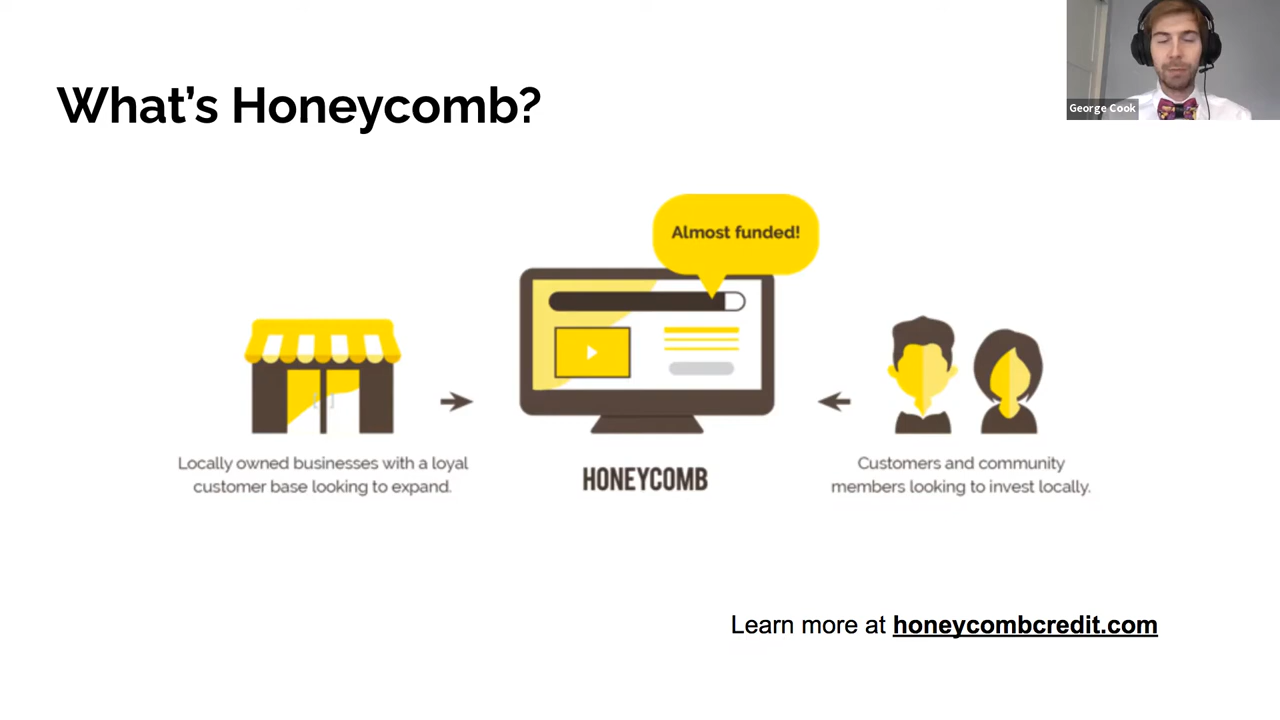 What's Honeycomb?
George Cook
Almost funded!
Locally owned businesses with a loyal
customer base looking to expand.
HONEYCOMB
Customers and community
members looking to invest locally.
Learn more at honeycombcredit.com